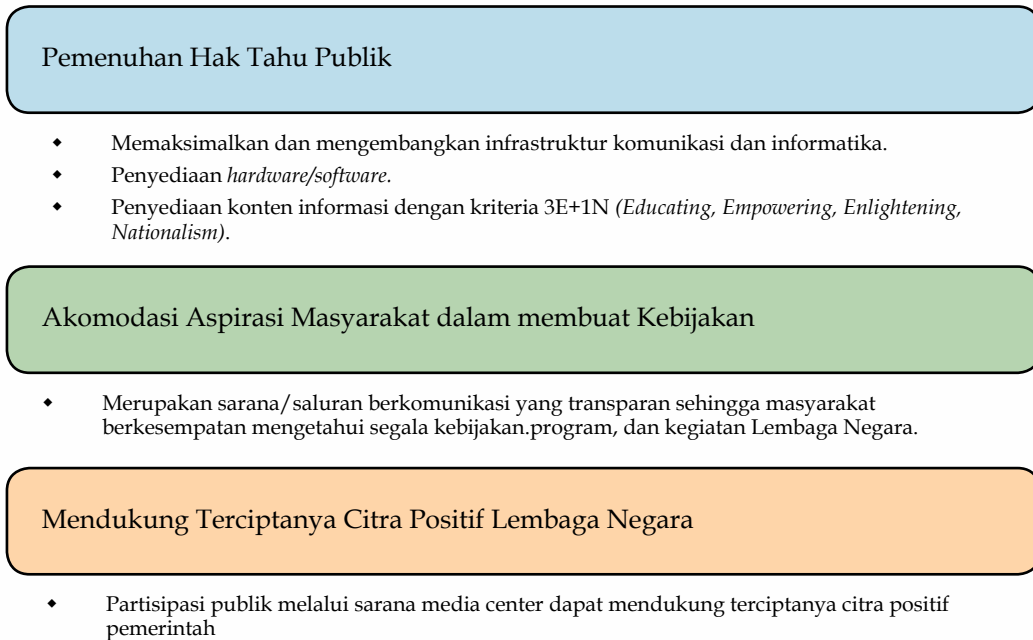 Pemenuhan Hak Tahu Publik
◆ Memaksimalkan dan mengembangkan infrastruktur komunikasi dan informatika.
◆ Penyediaan hardware/software.
◆ Penyediaan konten informasi dengan kriteria 3E+1N (Educating, Empowering, Enlightening,
Nationalism).
Akomodasi Aspirasi Masyarakat dalam membuat Kebijakan
◆ Merupakan sarana/saluran berkomunikasi yang transparan sehingga masyarakat
berkesempatan mengetahui segala kebijakan.program, dan kegiatan Lembaga Negara.
Mendukung Terciptanya Citra Positif Lembaga Negara
◆ Partisipasi publik melalui sarana media center dapat mendukung terciptanya citra positif
pemerintah